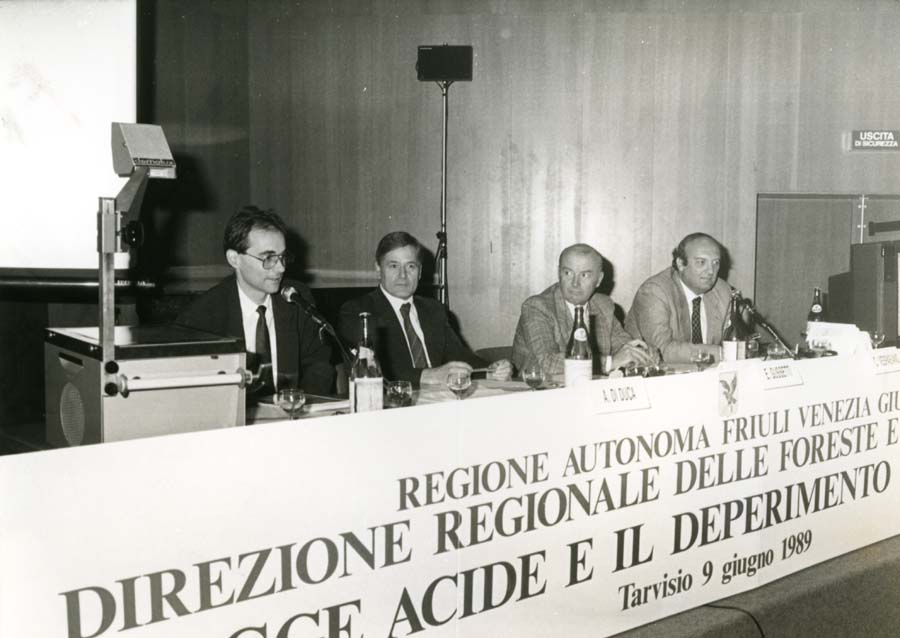 USCITA
DI SICUREZZA
A. DI DUCA
REGIONE AUTONOMA FRIULI VENEZIA GIU
DIREZIONE REGIONALE DELLE FORESTE E
GGE ACIDE E IL DEPERIMENTO
Tarvisio 9 giugno 1989